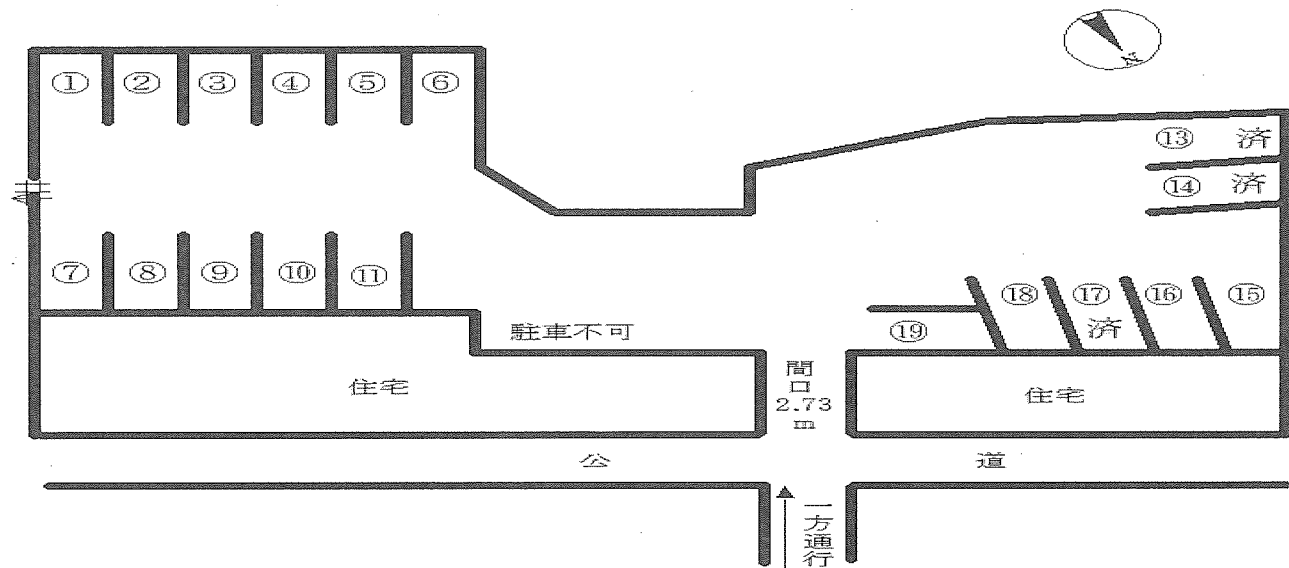 N
① ② ③ ④ ⑤ ⑥
⑬ 済
⑭ 済
⑦ ⑧ ⑨ ⑩ ⑪
⑱ ⑰ ⑯ ⑮
済
⑲
駐車不可
住宅
間口
2.73
m
住宅
公道
一方通行